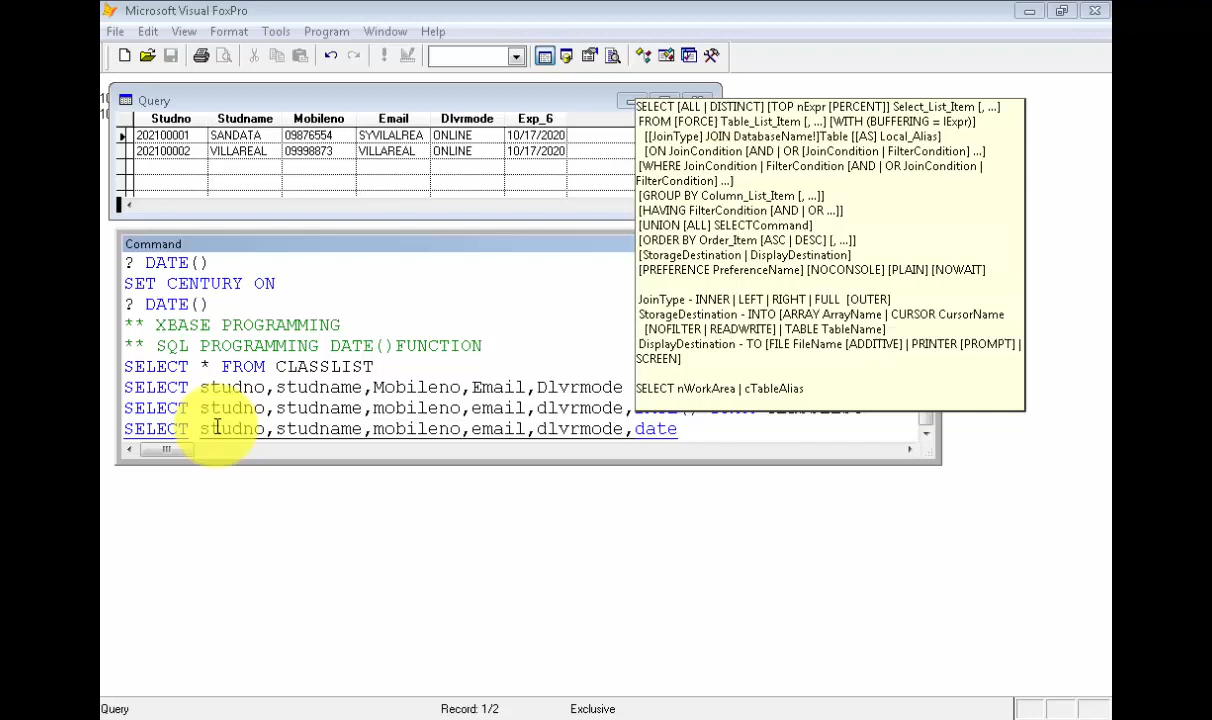 Microsoft Visual FoxPro
File Edit View Format Tools Program Window Help
Query
Studno Studname Mobileno Email Dlvrmode Exp_6
SANDATA 09876554 SYVILALREA ONLINE 10/17/2020
202100001
202100002 VILLAREAL 09998873 VILLAREAL ONLINE 10/17/2020
SELECT [ALL | DISTINCT] [TOP nExpr [PERCENT]] Select_List_Item [, ...]
FROM [FORCE] Table_List_Item [, ...] [WITH (BUFFERING = lExpr)]
[[JoinType] JOIN DatabaseName!]Table [[AS] Local_Alias]
[ON JoinCondition [AND | OR [JoinCondition | FilterCondition] ...]
[WHERE JoinCondition | FilterCondition [AND | OR JoinCondition |
FilterCondition] ...]
[GROUP BY Column_List_Item [, ...]]
[HAVING FilterCondition [AND | OR ...]]
[UNION [ALL] SELECTCommand]
[ORDER BY Order_Item [ASC | DESC] [, ...]]
[StorageDestination | DisplayDestination]
[PREFERENCE PreferenceName] [NOCONSOLE] [PLAIN] [NOWAIT]
JoinType - INNER | LEFT | RIGHT | FULL [OUTER]
StorageDestination - INTO [ARRAY ArrayName | CURSOR CursorName
[NOFILTER | READWRITE] | TABLE TableName]
DisplayDestination - TO [FILE FileName [ADDITIVE] | PRINTER [PROMPT] |
SCREEN]
SELECT nWorkArea | cTableAlias
Command
? DATE()
SET CENTURY ON
? DATE()
** XBASE PROGRAMMING
** SQL PROGRAMMING DATE()FUNCTION
SELECT * FROM CLASSLIST
SELECT studno,studname,Mobileno,Email,Dlvrmode
SELECT studno,studname,mobileno,email,dlvrmode,
SELECT studno,studname,mobileno,email,dlvrmode,date
Query Record: 1/2 Exclusive